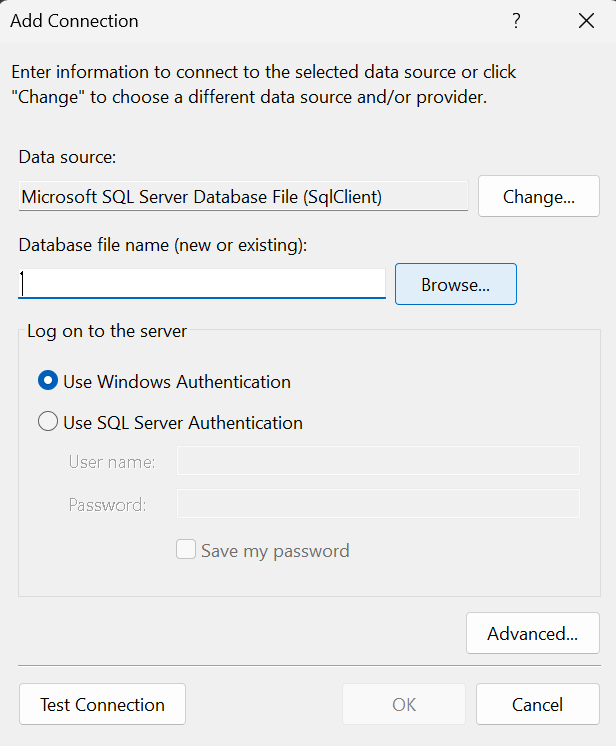 Add Connection
?
Enter information to connect to the selected data source or click
"Change" to choose a different data source and/or provider.
Data source:
Microsoft SQL Server Database File (SqlClient)
Change...
Database file name (new or existing):
Browse...
Log on to the server
Use Windows Authentication
Use SQL Server Authentication
User name:
Password:
Save my password
Advanced...
Test Connection
OK
Cancel